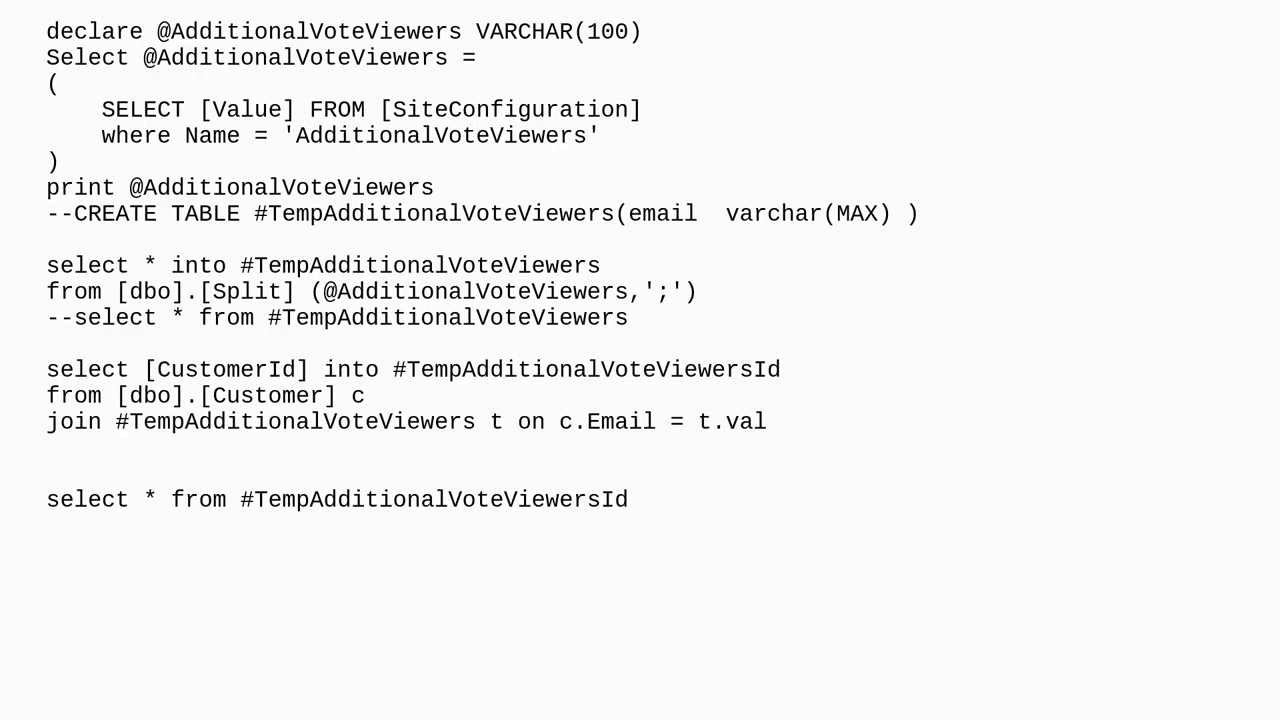 declare @AdditionalVoteViewers VARCHAR(100)
Select @AdditionalVoteViewers =
(
    SELECT [Value] FROM [SiteConfiguration]
    where Name = 'AdditionalVoteViewers'
)
print @AdditionalVoteViewers
--CREATE TABLE #TempAdditionalVoteViewers(email  varchar(MAX) )

select * into #TempAdditionalVoteViewers
from [dbo].[Split] (@AdditionalVoteViewers,';')
--select * from #TempAdditionalVoteViewers

select [CustomerId] into #TempAdditionalVoteViewersId
from [dbo].[Customer] c
join #TempAdditionalVoteViewers t on c.Email = t.val


select * from #TempAdditionalVoteViewersId